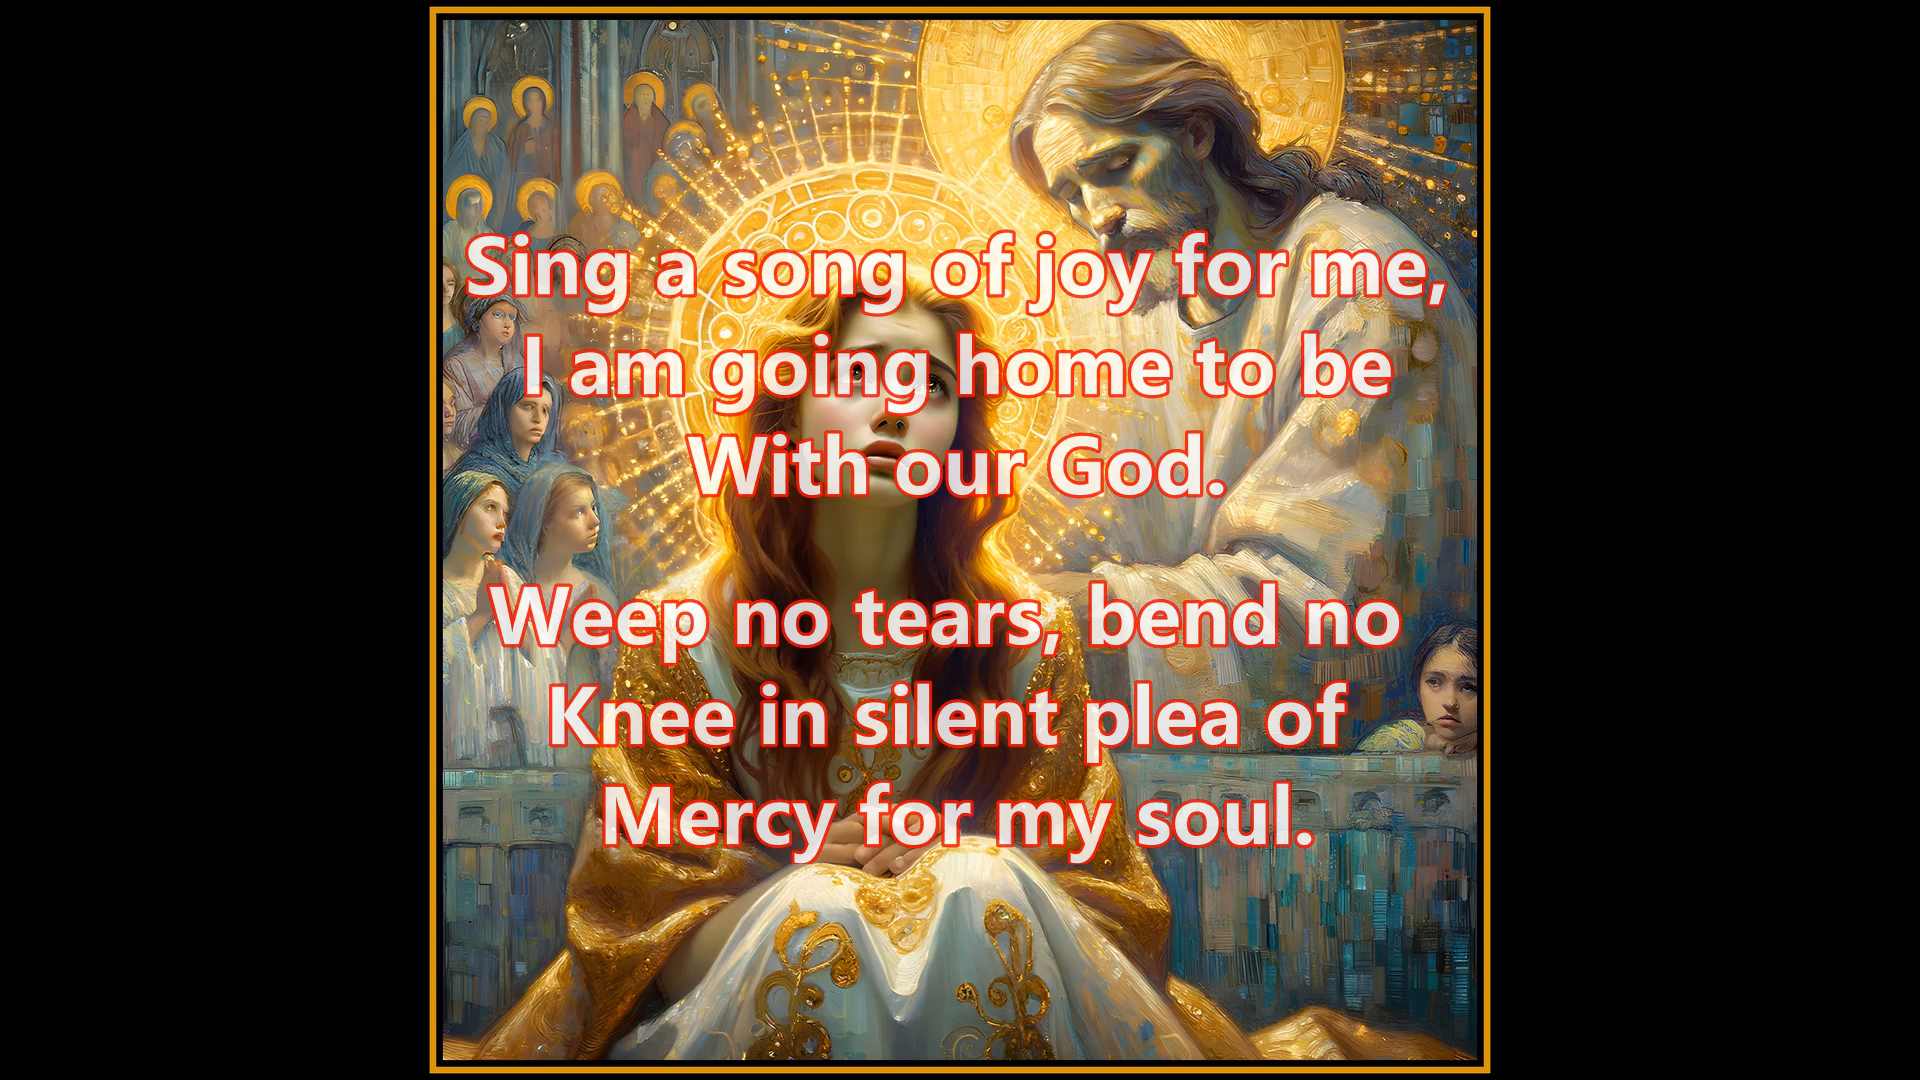 Sing a song of joy for me,
I am going home to be
With our God.
Weep no tears, bend no
Knee in silent plea of
Mercy for my soul.